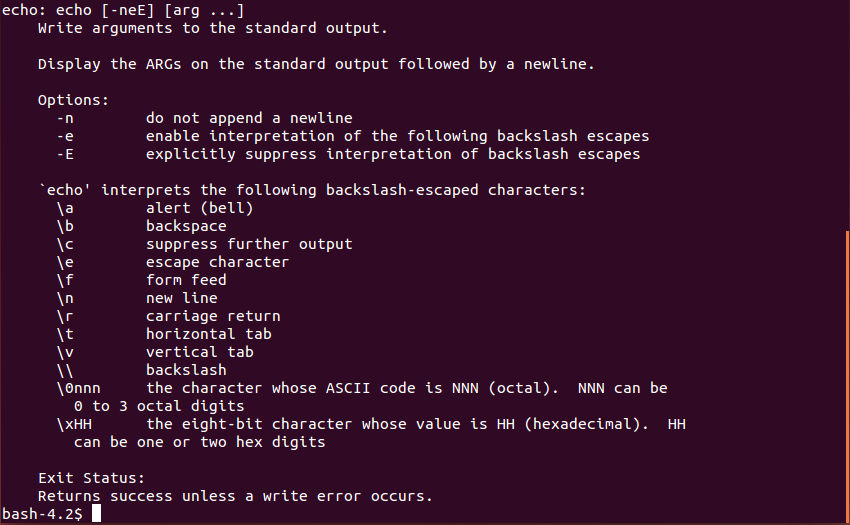 echo: echo [-neE] [arg ...]
    Write arguments to the standard output.

    Display the ARGs on the standard output followed by a newline.

    Options:
      -n        do not append a newline
      -e        enable interpretation of the following backslash escapes
      -E        explicitly suppress interpretation of backslash escapes

    `echo' interprets the following backslash-escaped characters:
      \a        alert (bell)
      \b        backspace
      \c        suppress further output
      \e        escape character
      \f        form feed
      \n        new line
      \r        carriage return
      \t        horizontal tab
      \v        vertical tab
      \\        backslash
      \0nnn     the character whose ASCII code is NNN (octal).  NNN can be
        0 to 3 octal digits
      \xHH      the eight-bit character whose value is HH (hexadecimal).  HH
        can be one or two hex digits

    Exit Status:
    Returns success unless a write error occurs.
bash-4.2$